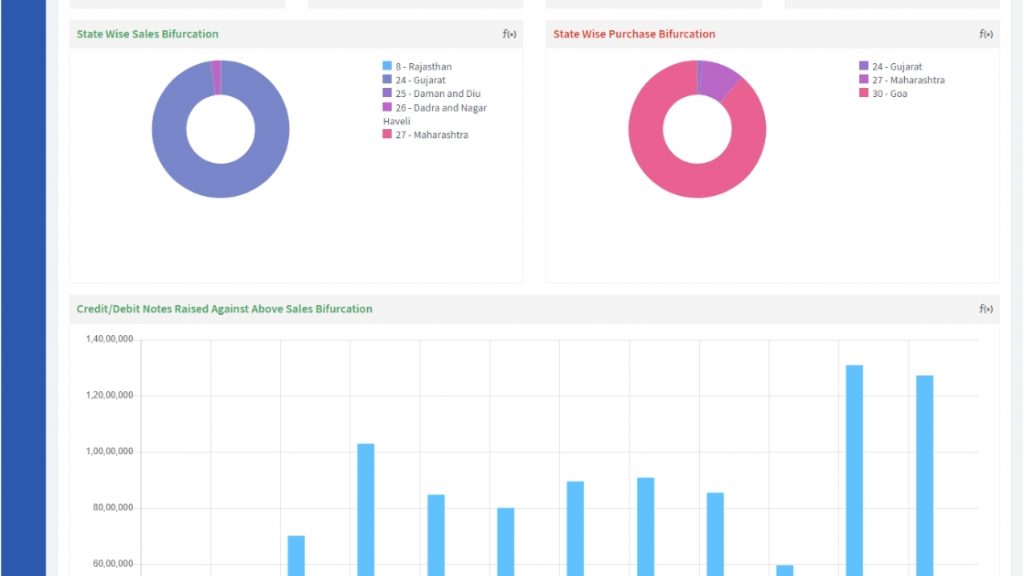 State Wise Sales Bifurcation
f(×)
8 - Rajasthan
24 - Gujarat
25 - Daman and Diu
26 - Dadra and Nagar
Haveli
27 - Maharashtra
State Wise Purchase Bifurcation
f(×)
24 - Gujarat
27 - Maharashtra
30 - Goa
Credit/Debit Notes Raised Against Above Sales Bifurcation
f(×)
1,40,00,000
1,20,00,000
1,00,00,000
80,00,000
60,00,000